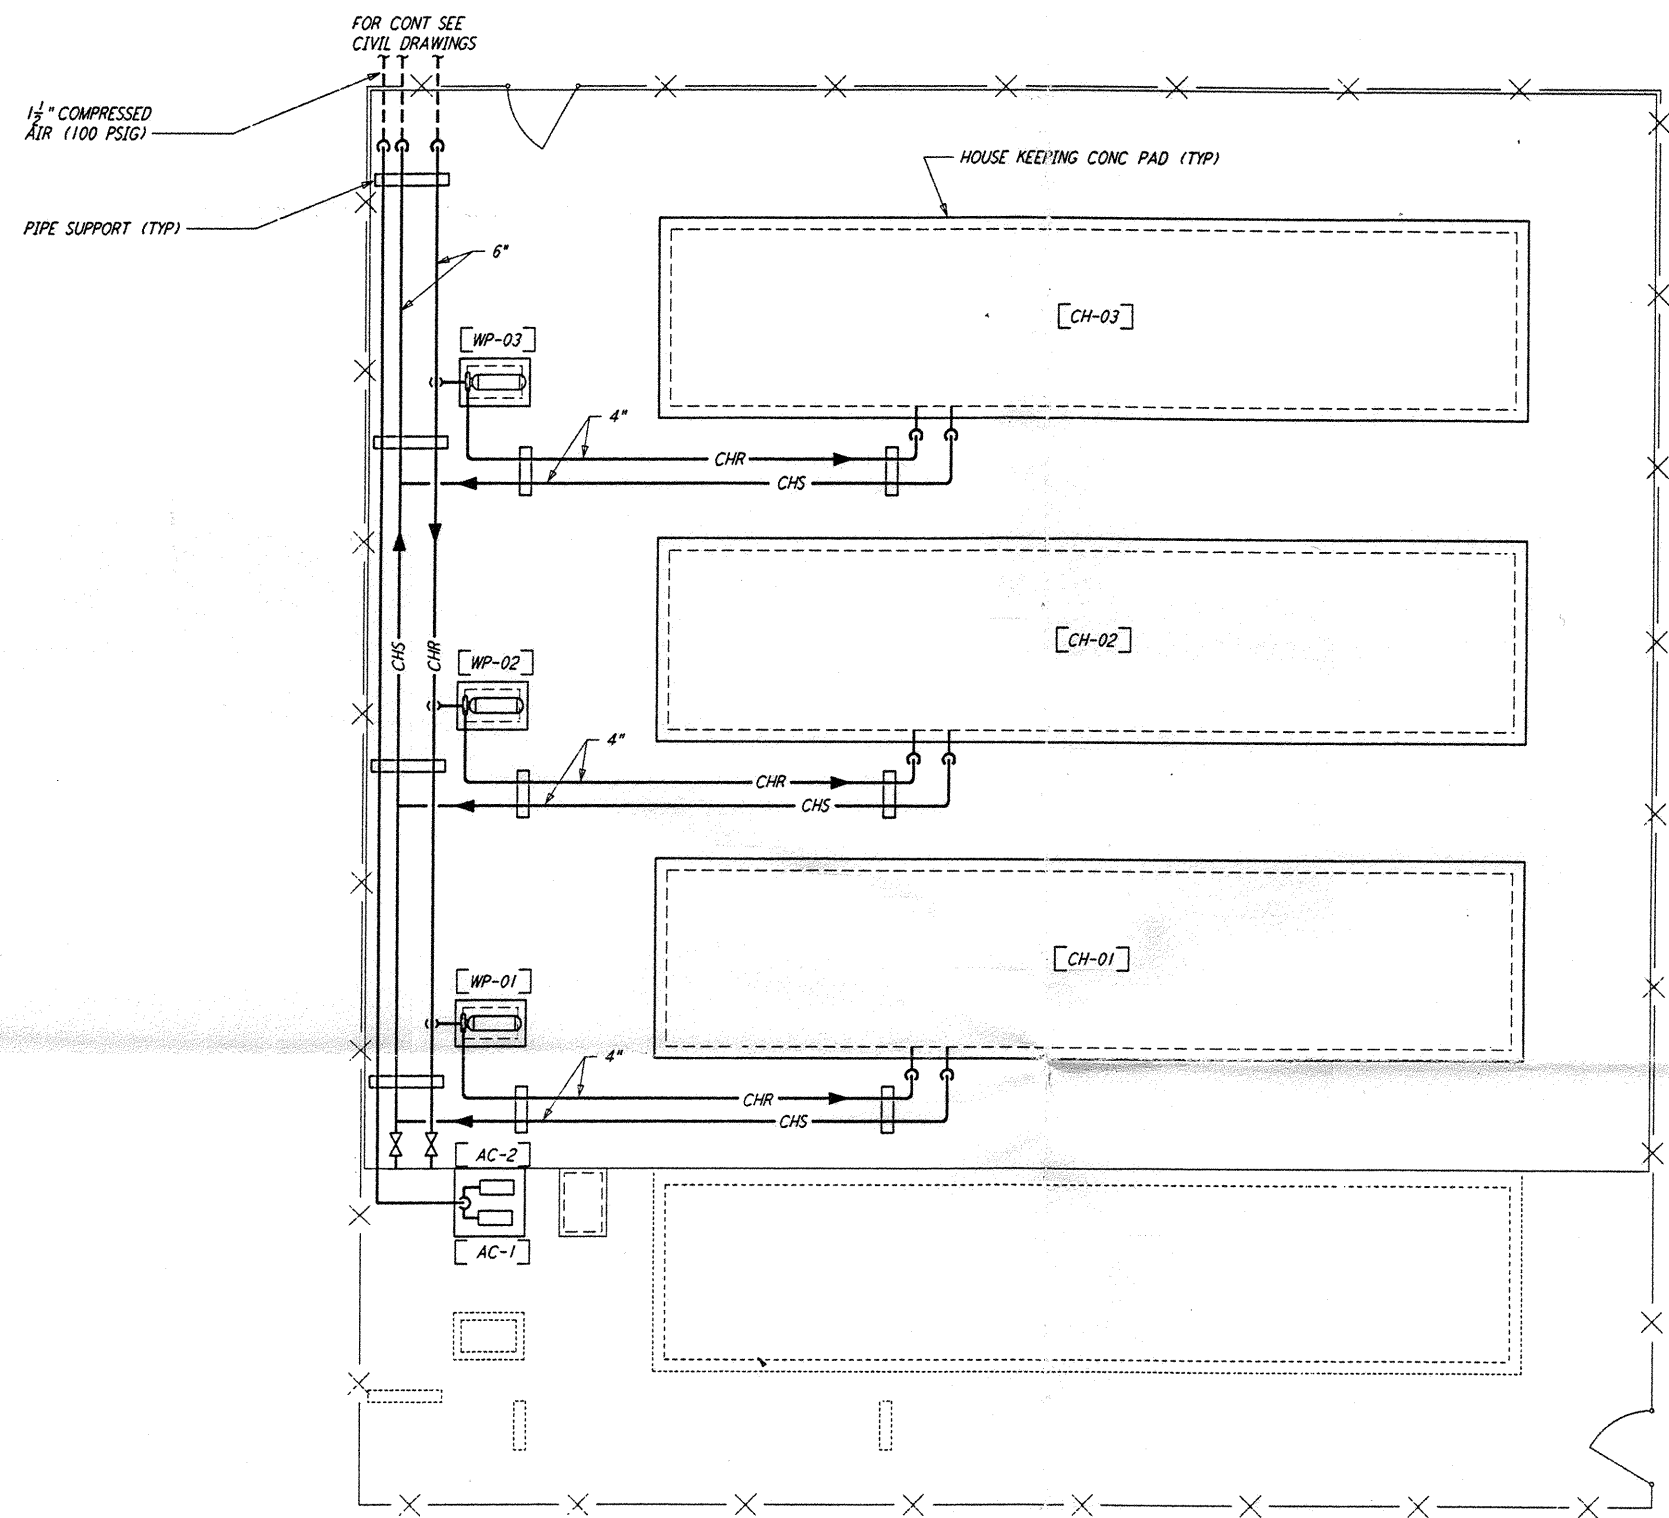 FOR CONT SEE
CIVIL DRAWINGS
1 1/2" COMPRESSED
AIR (100 PSIG)
HOUSE KEEPING CONC PAD (TYP)
PIPE SUPPORT (TYP)
6"
[CH-03]
[WP-03]
4"
CHR
CHS
CHS
CHR
[CH-02]
[WP-02]
4"
CHR
CHS
[CH-01]
[WP-01]
4"
CHR
CHS
[AC-2]
[AC-1]